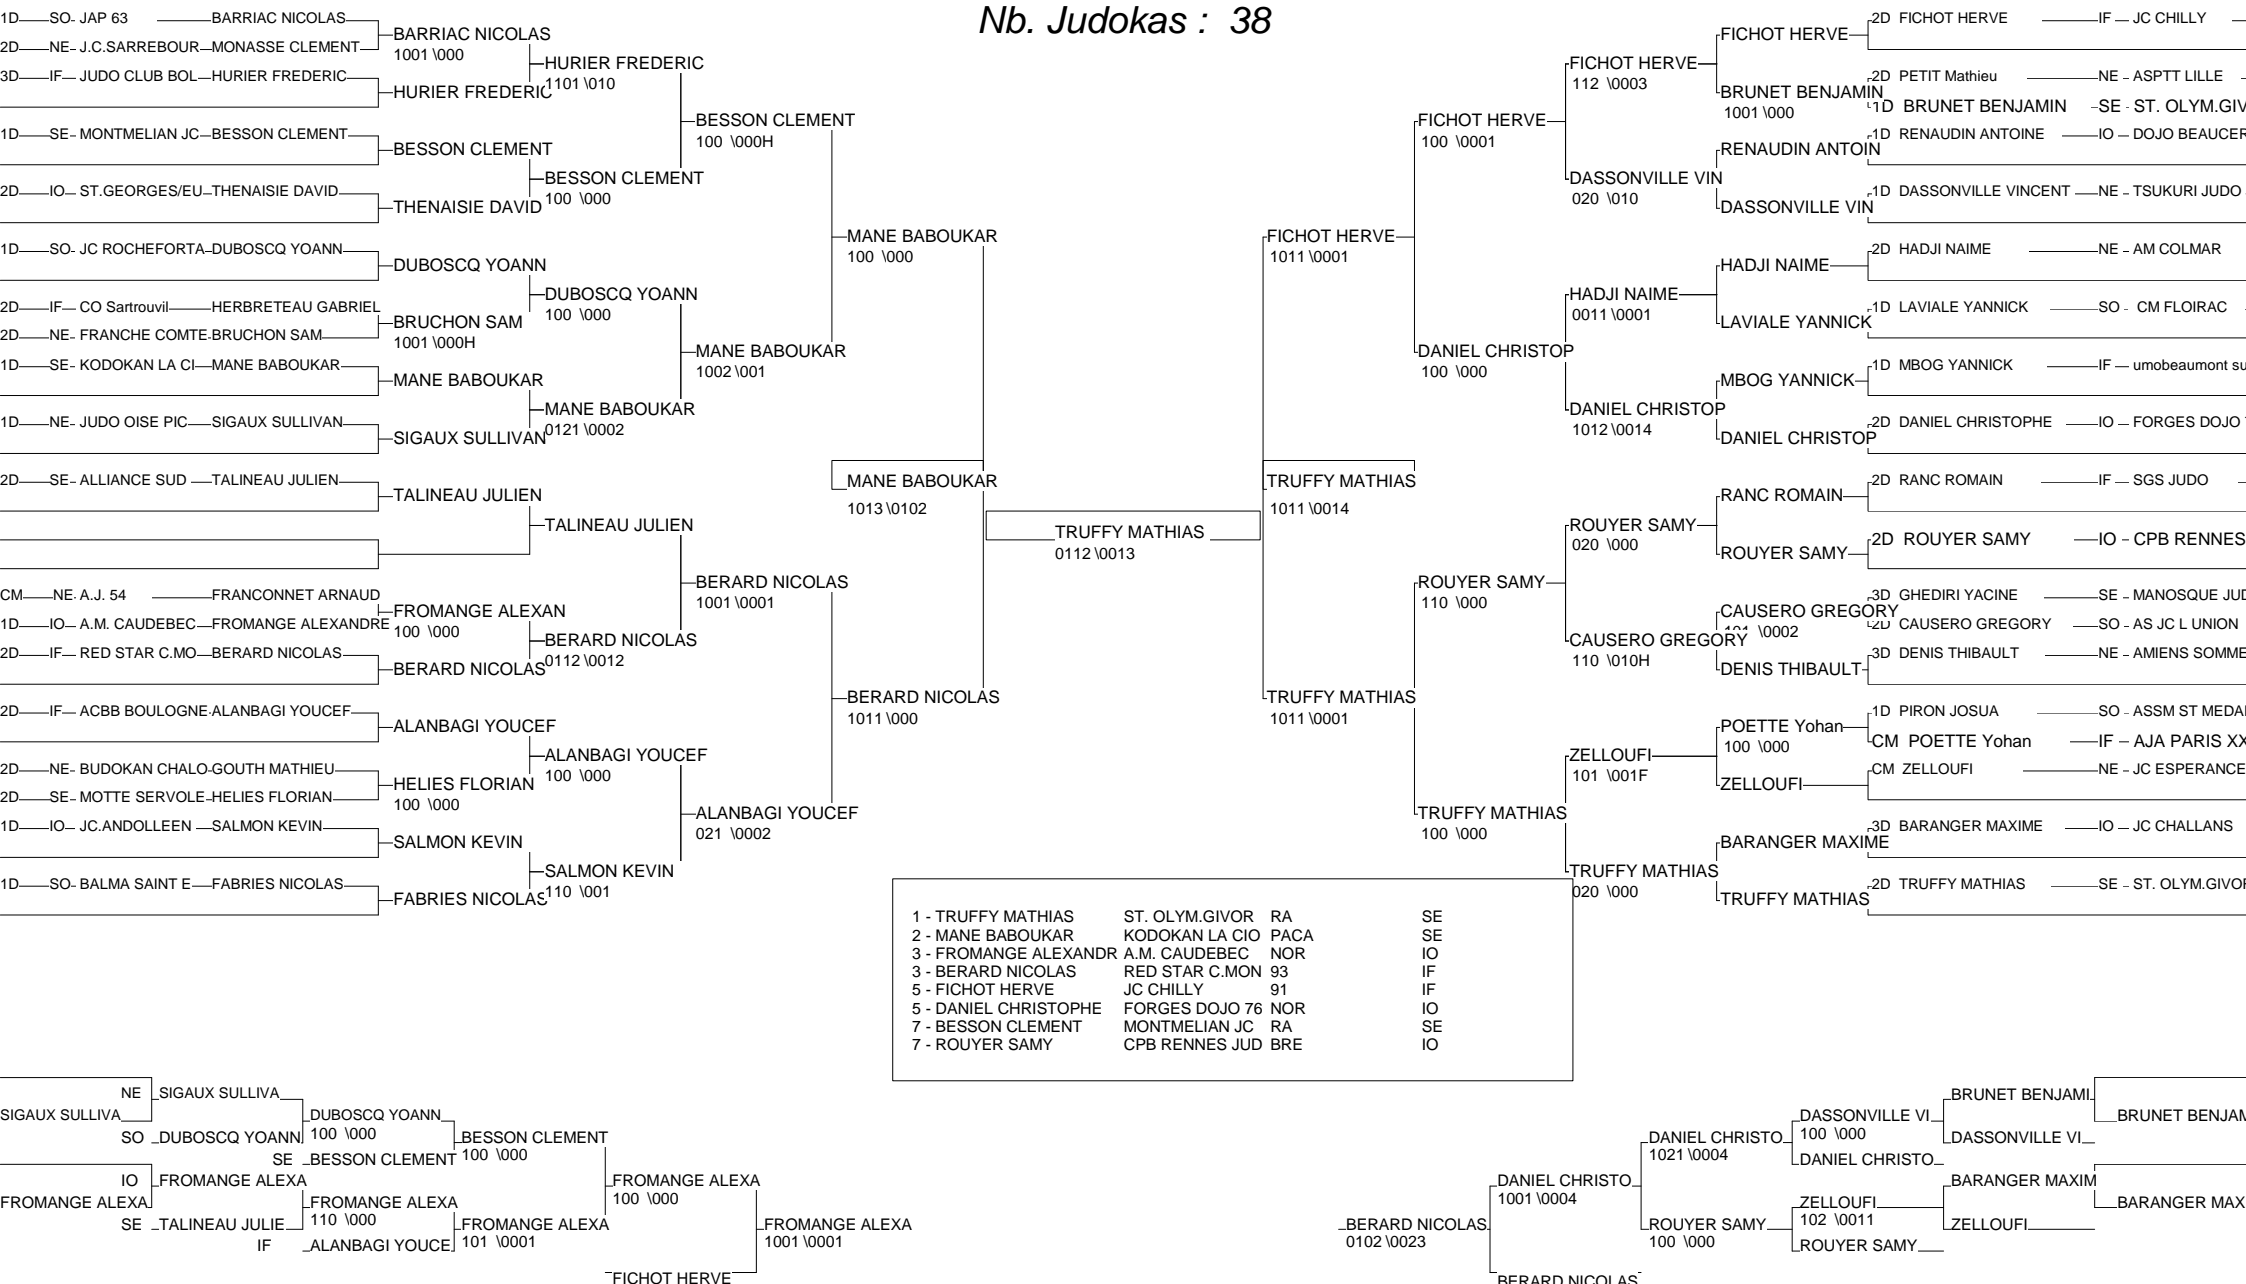 Nb. Judokas : 38
1D SO- JAP 63 BARRIAC NICOLAS
2D NE- J.C.SARREBOUR MONASSE CLEMENT
3D IF JUDO CLUB BOL HURIER FREDERIC
1D SE- MONTMELIAN JC BESSON CLEMENT
2D IO ST.GEORGES/EU THENAISIE DAVID
1D SO- JC ROCHEFORTA DUBOSCQ YOANN
2D IF CO Sartrouvil HERBRETEAU GABRIEL
2D NE- FRANCHE COMTE BRUCHON SAM
1D SE- KODOKAN LA CI MANE BABOUKAR
1D NE- JUDO OISE PIC SIGAUX SULLIVAN
2D SE- ALLIANCE SUD TALINEAU JULIEN
CM NE- A.J. 54 FRANCONNET ARNAUD
1D IO A.M. CAUDEBEC FROMANGE ALEXANDRE
2D IF RED STAR C.MO BERARD NICOLAS
2D IF ACBB BOULOGNE ALANBAGI YOUCEF
2D NE- BUDOKAN CHALO GOUTH MATHIEU
2D SE- MOTTE SERVOLE HELIES FLORIAN
1D IO JC.ANDOLLEEN SALMON KEVIN
1D SO- BALMA SAINT E FABRIES NICOLAS
BARRIAC NICOLAS
1001 \000
HURIER FREDERIC
BESSON CLEMENT
THENAISIE DAVID
DUBOSCQ YOANN
BRUCHON SAM
1001 \000H
MANE BABOUKAR
SIGAUX SULLIVAN
TALINEAU JULIEN
FROMANGE ALEXAN
100 \000
BERARD NICOLAS
ALANBAGI YOUCEF
HELIES FLORIAN
100 \000
SALMON KEVIN
FABRIES NICOLAS
HURIER FREDERIC
1101 \010
BESSON CLEMENT
100 \000
DUBOSCQ YOANN
100 \000
MANE BABOUKAR
0121 \0002
TALINEAU JULIEN
BERARD NICOLAS
0112 \0012
ALANBAGI YOUCEF
100 \000
SALMON KEVIN
110 \001
BESSON CLEMENT
100 \000H
MANE BABOUKAR
1002 \001
BERARD NICOLAS
1001 \0001
ALANBAGI YOUCEF
021 \0002
MANE BABOUKAR
100 \000
BERARD NICOLAS
1011 \000
MANE BABOUKAR
1013 \0102
TRUFFY MATHIAS
0112 \0013
TRUFFY MATHIAS
1011 \0014
FICHOT HERVE
1011 \0001
TRUFFY MATHIAS
1011 \0001
FICHOT HERVE
100 \0001
DANIEL CHRISTOP
100 \000
ROUYER SAMY
110 \000
TRUFFY MATHIAS
100 \000
FICHOT HERVE
112 \0003
DASSONVILLE VIN
020 \010
HADJI NAIME
0011 \0001
DANIEL CHRISTOP
1012 \0014
ROUYER SAMY
020 \000
CAUSERO GREGORY
110 \010H
ZELLOUFI
101 \001F
TRUFFY MATHIAS
020 \000
FICHOT HERVE
BRUNET BENJAMIN
1001 \000
RENAUDIN ANTOIN
DASSONVILLE VIN
HADJI NAIME
LAVIALE YANNICK
MBOG YANNICK
DANIEL CHRISTOP
RANC ROMAIN
ROUYER SAMY
CAUSERO GREGORY
101 \0002
DENIS THIBAULT
POETTE Yohan
100 \000
ZELLOUFI
BARANGER MAXIME
TRUFFY MATHIAS
2D FICHOT HERVE IF – JC CHILLY
2D PETIT Mathieu NE – ASPTT LILLE
1D BRUNET BENJAMIN SE - ST. OLYM.GIV
1D RENAUDIN ANTOINE IO – DOJO BEAUCER
1D DASSONVILLE VINCENT NE – TSUKURI JUDO
2D HADJI NAIME NE – AM COLMAR
1D LAVIALE YANNICK SO - CM FLOIRAC
1D MBOG YANNICK IF – umobeaumont su
2D DANIEL CHRISTOPHE IO – FORGES DOJO
2D RANC ROMAIN IF – SGS JUDO
2D ROUYER SAMY IO – CPB RENNES
3D GHEDIRI YACINE SE – MANOSQUE JUD
2D CAUSERO GREGORY SO - AS JC L UNION
3D DENIS THIBAULT NE – AMIENS SOMME
1D PIRON JOSUA SO – ASSM ST MEDA
CM POETTE Yohan IF – AJA PARIS XX
CM ZELLOUFI NE – JC ESPERANCE
3D BARANGER MAXIME IO – JC CHALLANS
2D TRUFFY MATHIAS SE – ST. OLYM.GIVOR
1 - TRUFFY MATHIAS ST. OLYM.GIVOR RA SE
2 - MANE BABOUKAR KODOKAN LA CIO PACA SE
3 - FROMANGE ALEXANDR A.M. CAUDEBEC NOR IO
3 - BERARD NICOLAS RED STAR C.MON 93 IF
5 - FICHOT HERVE JC CHILLY 91 IF
5 - DANIEL CHRISTOPHE FORGES DOJO 76 NOR IO
7 - BESSON CLEMENT MONTMELIAN JC RA SE
7 - ROUYER SAMY CPB RENNES JUD BRE IO
SIGAUX SULLIVA
FROMANGE ALEXA
NE SIGAUX SULLIVA
SO DUBOSCQ YOANN
IO FROMANGE ALEXA
SE TALINEAU JULIE
DUBOSCQ YOANN
100 \000
SE BESSON CLEMENT
FROMANGE ALEXA
110 \000
IF ALANBAGI YOUCE
BESSON CLEMENT
100 \000
FROMANGE ALEXA
101 \0001
FROMANGE ALEXA
100 \000
FICHOT HERVE
FROMANGE ALEXA
1001 \0001
BERARD NICOLAS
0102 \0023
DANIEL CHRISTO
1001 \0004
BERARD NICOLAS
DANIEL CHRISTO
1021 \0004
ROUYER SAMY
100 \000
DASSONVILLE VI
100 \000
DANIEL CHRISTO
ZELLOUFI
102 \0011
ROUYER SAMY
BRUNET BENJAMI
DASSONVILLE VI
BARANGER MAXIM
ZELLOUFI
BRUNET BENJAM
BARANGER MAX